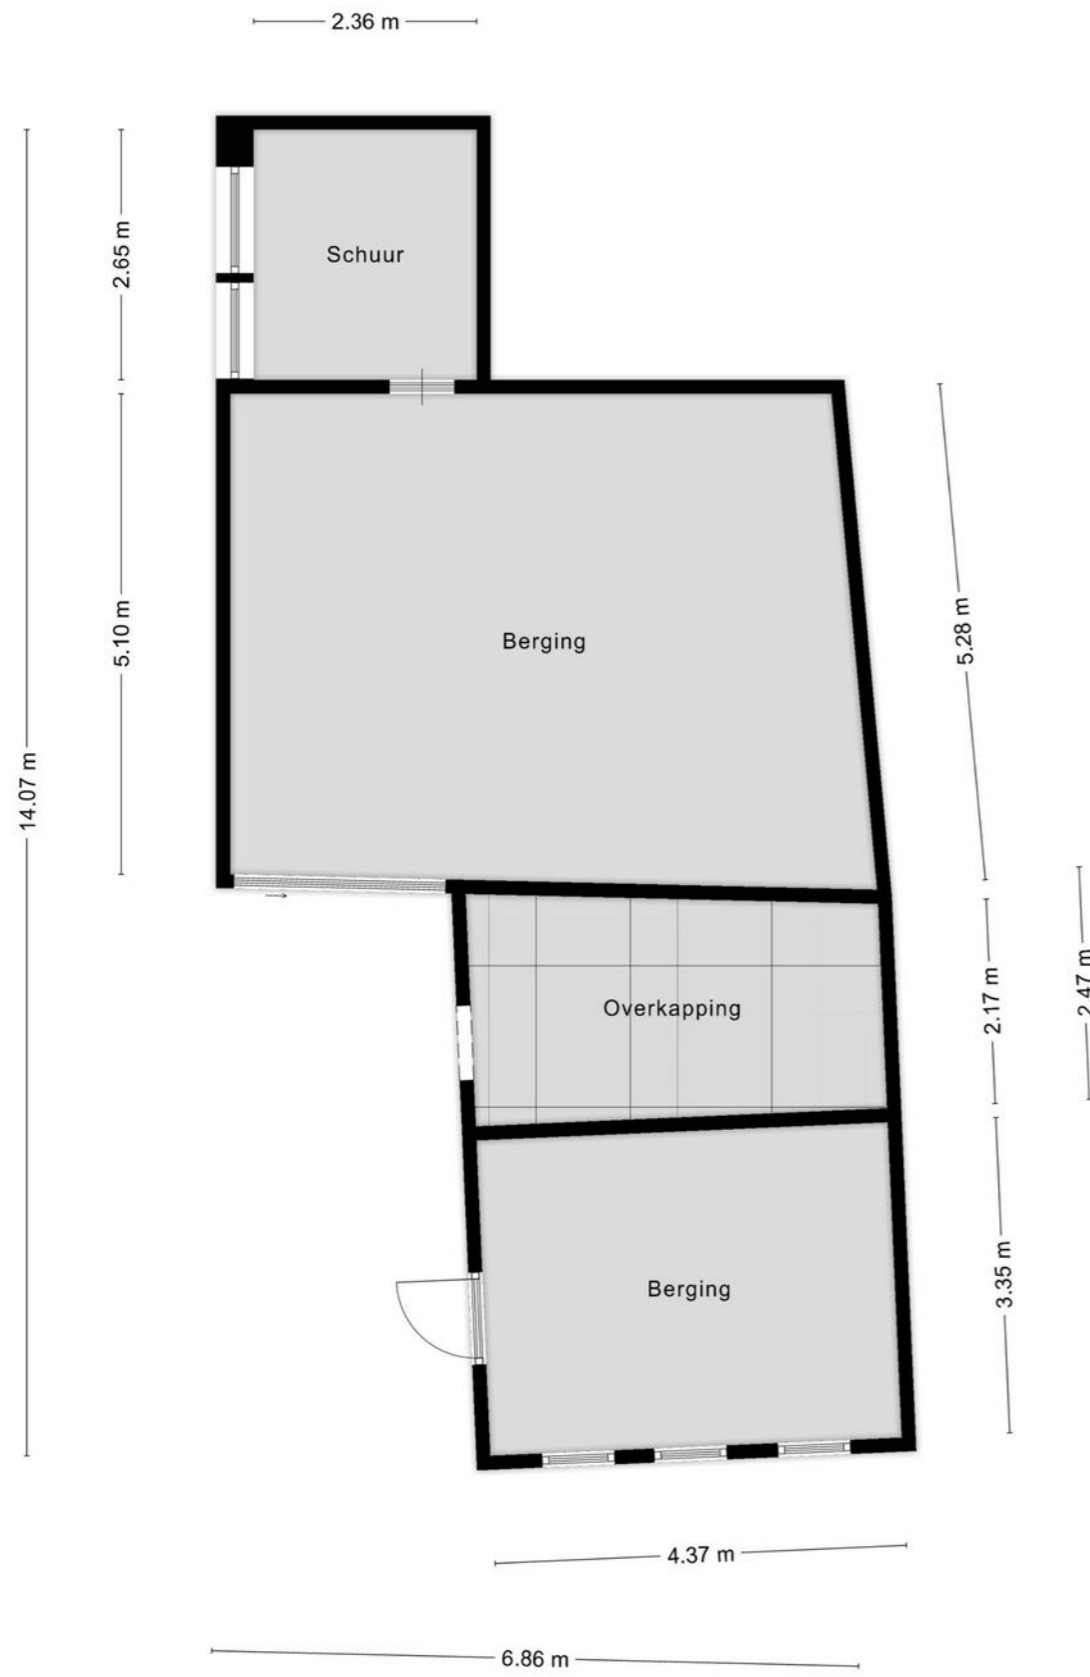 2.36 m
2.65 m
Schuur
5.10 m
5.28 m
Berging
14.07 m
2.47 m
2.17 m
Overkapping
3.35 m
Berging
4.37 m
6.86 m